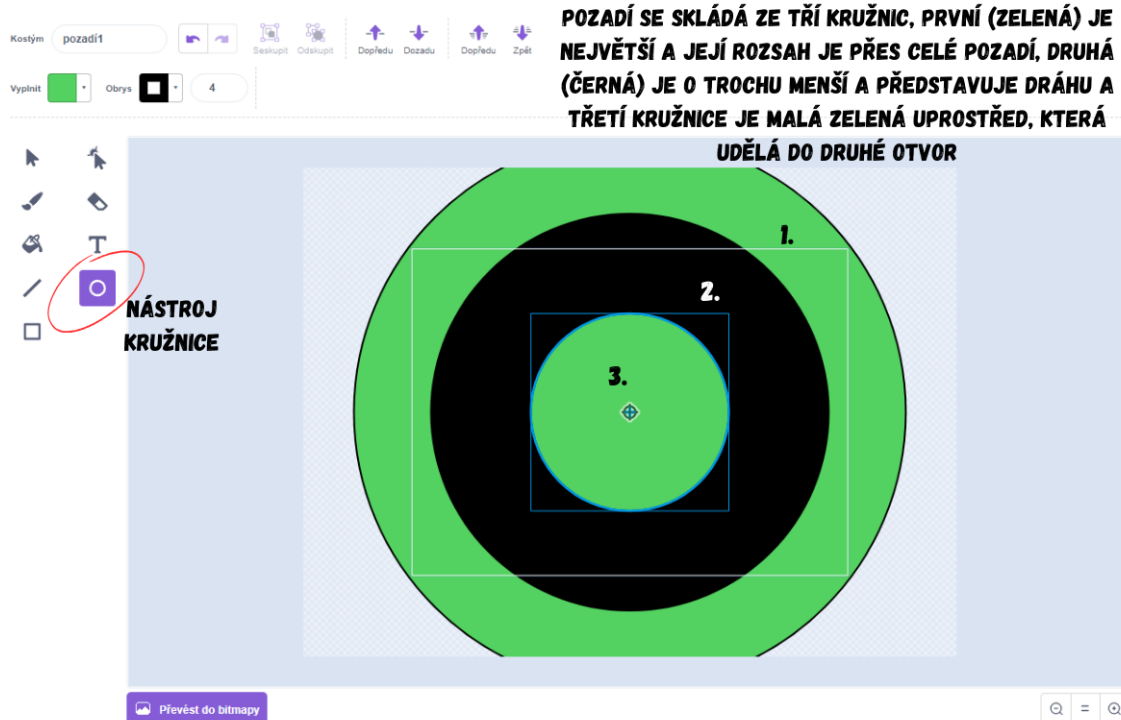 POZADÍ SE SKLÁDÁ ZE TŘÍ KRUŽNIC, PRVNÍ (ZELENÁ) JE
NEJVĚTŠÍ A JEJÍ ROZSAH JE PŘES CELÉ POZADÍ, DRUHÁ
(ČERNÁ) JE O TROCHU MENŠÍ A PŘEDSTAVUJE DRÁHU A
TŘETÍ KRUŽNICE JE MALÁ ZELENÁ UPROSTŘED, KTERÁ
UDĚLÁ DO DRUHÉ OTVOR
Kostým pozadí1
Seskupit Odskupit Dopředu Dozadu Dopředu Zpět
Vyplnit Obrys 4
T
1.
2.
NÁSTROJ
KRUŽNICE
3.
Převést do bitmapy
=